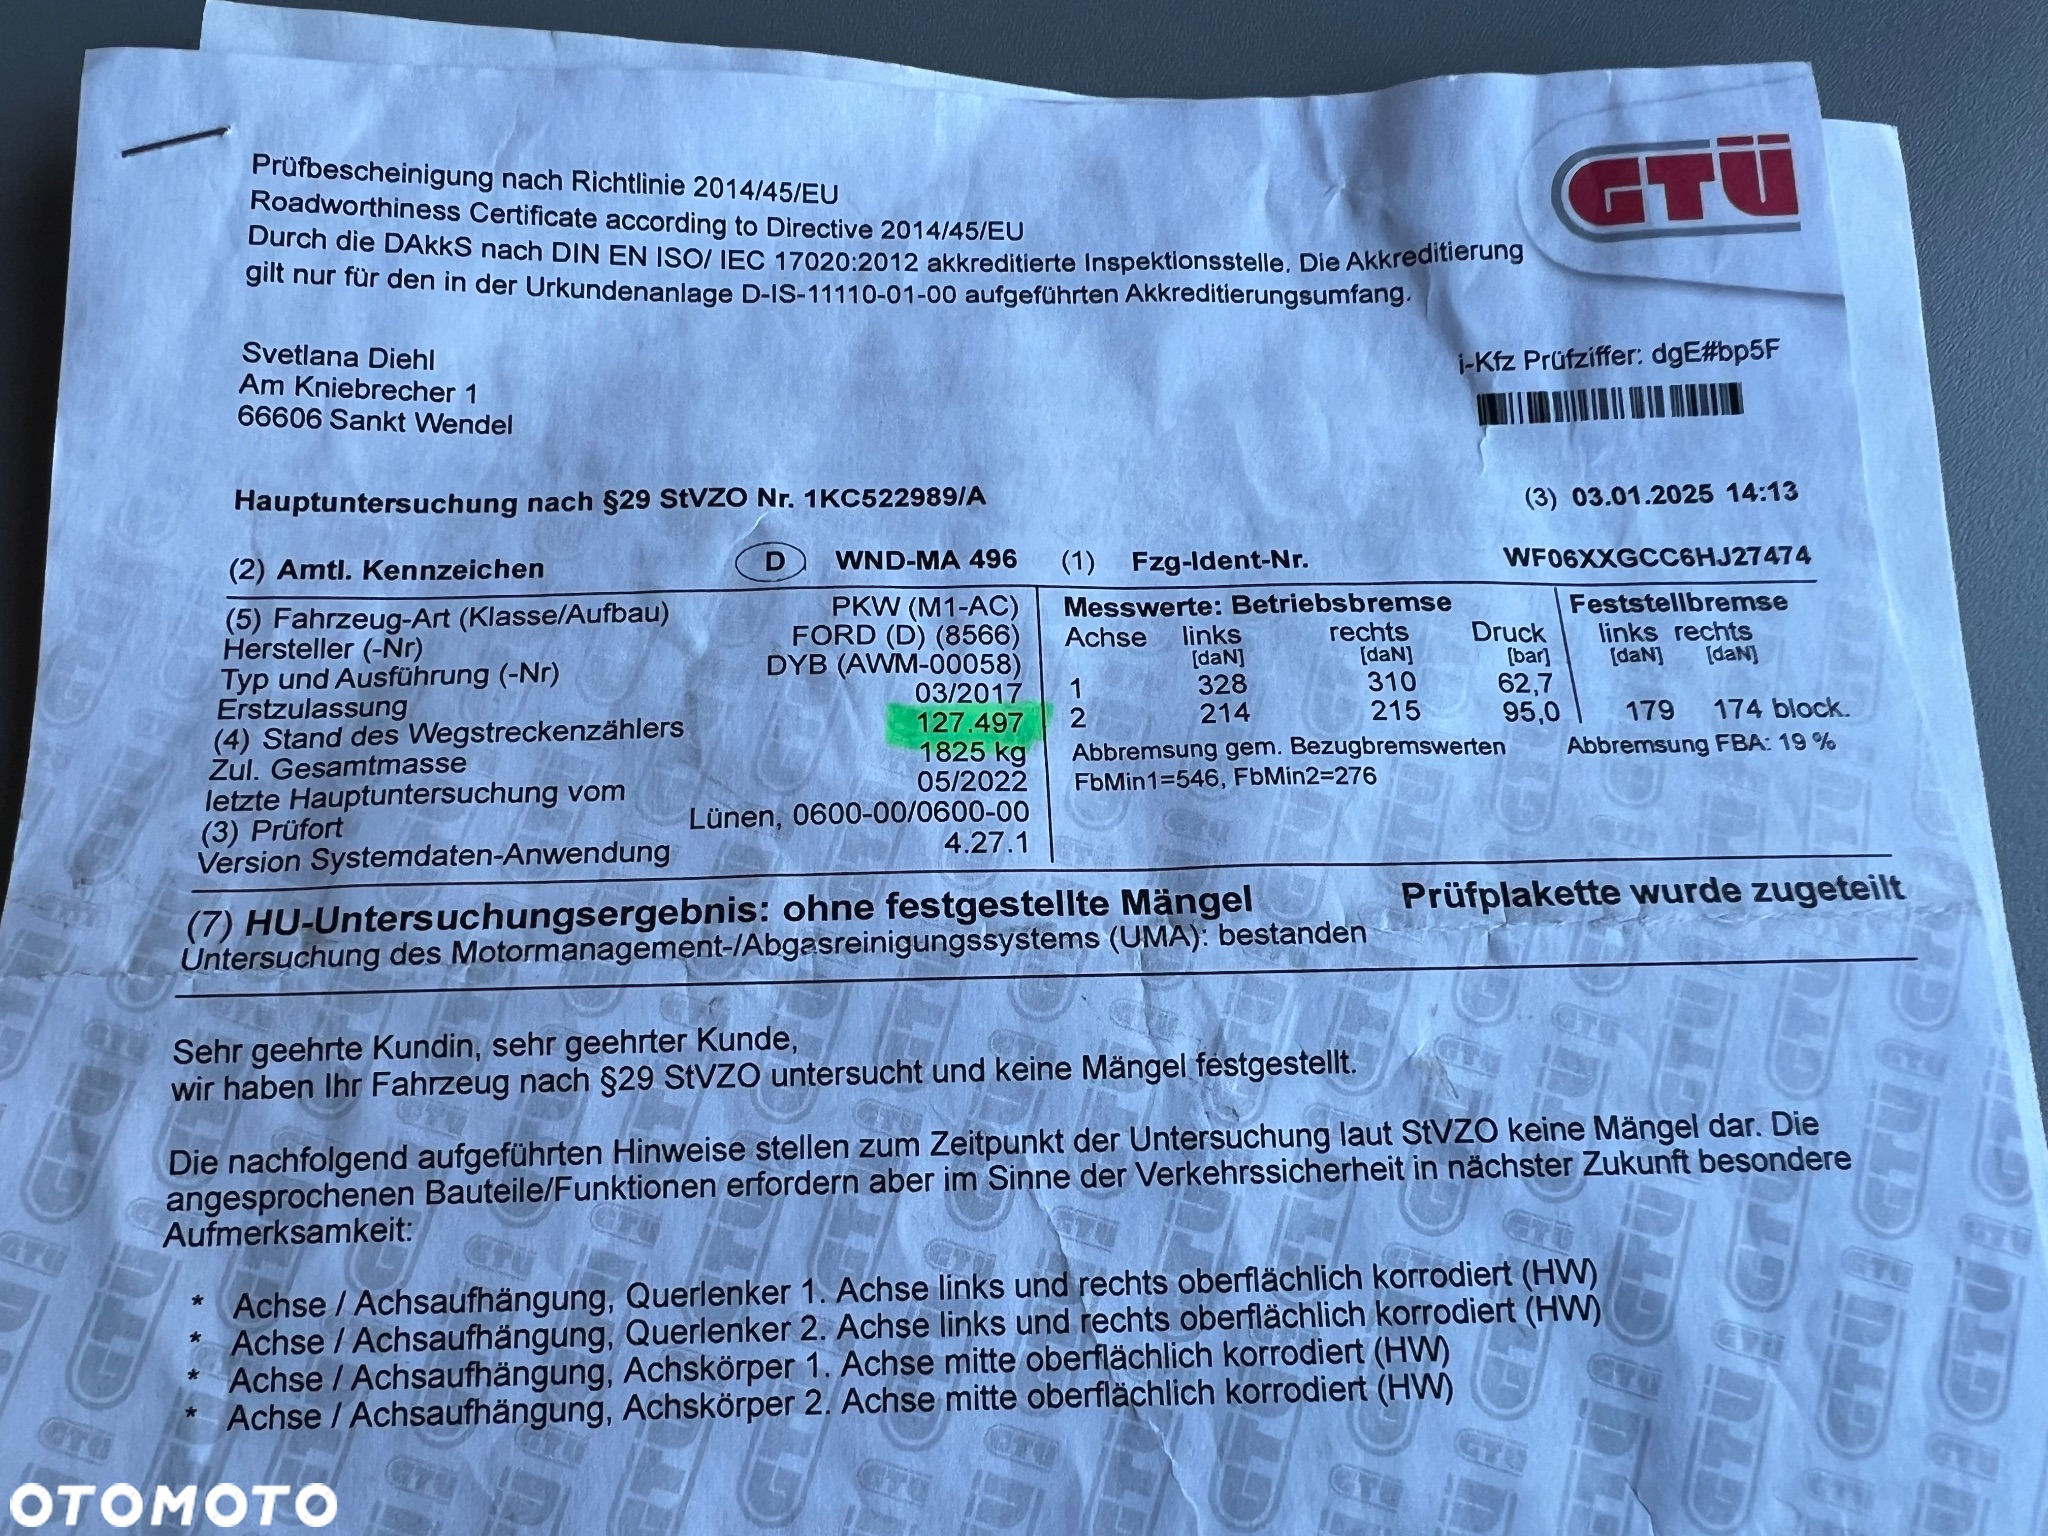 GTÜ
Prüfbescheinigung nach Richtlinie 2014/45/EU
Roadworthiness Certificate according to Directive 2014/45/EU
Durch die DAkkS nach DIN EN ISO/ IEC 17020:2012 akkreditierte Inspektionsstelle. Die Akkreditierung
gilt nur für den in der Urkundenanlage D-IS-11110-01-00 aufgeführten Akkreditierungsumfang.
Svetlana Diehl
Am Kniebrecher 1
66606 Sankt Wendel
i-Kfz Prüfziffer: dgE#bp5F
Hauptuntersuchung nach §29 StVZO Nr. 1KC522989/A (3) 03.01.2025 14:13
(2) Amtl. Kennzeichen D WND-MA 496 (1) Fzg-Ident-Nr. WF06XXGCC6HJ27474
(5) Fahrzeug-Art (Klasse/Aufbau) PKW (M1-AC)
Hersteller (-Nr) FORD (D) (8566)
Typ und Ausführung (-Nr) DYB (AWM-00058)
Erstzulassung 03/2017
(4) Stand des Wegstreckenzählers 127.497
Zul. Gesamtmasse 1825 kg
letzte Hauptuntersuchung vom 05/2022
(3) Prüfort Lünen, 0600-00/0600-00
Version Systemdaten-Anwendung 4.27.1
Messwerte: Betriebsbremse Feststellbremse
Achse links rechts Druck links rechts
[daN] [daN] [bar] [daN] [daN]
1 328 310 62,7
2 214 215 95,0 179 174 block.
Abbremsung gem. Bezugbremswerten Abbremsung FBA: 19 %
FbMin1=546, FbMin2=276
(7) HU-Untersuchungsergebnis: ohne festgestellte Mängel Prüfplakette wurde zugeteilt
Untersuchung des Motormanagement-/Abgasreinigungssystems (UMA): bestanden
Sehr geehrte Kundin, sehr geehrter Kunde,
wir haben Ihr Fahrzeug nach §29 StVZO untersucht und keine Mängel festgestellt.
Die nachfolgend aufgeführten Hinweise stellen zum Zeitpunkt der Untersuchung laut StVZO keine Mängel dar. Die
angesprochenen Bauteile/Funktionen erfordern aber im Sinne der Verkehrssicherheit in nächster Zukunft besondere
Aufmerksamkeit:
* Achse / Achsaufhängung, Querlenker 1. Achse links und rechts oberflächlich korrodiert (HW)
* Achse / Achsaufhängung, Querlenker 2. Achse links und rechts oberflächlich korrodiert (HW)
* Achse / Achsaufhängung, Achskörper 1. Achse mitte oberflächlich korrodiert (HW)
* Achse / Achsaufhängung, Achskörper 2. Achse mitte oberflächlich korrodiert (HW)
OTOMOTO